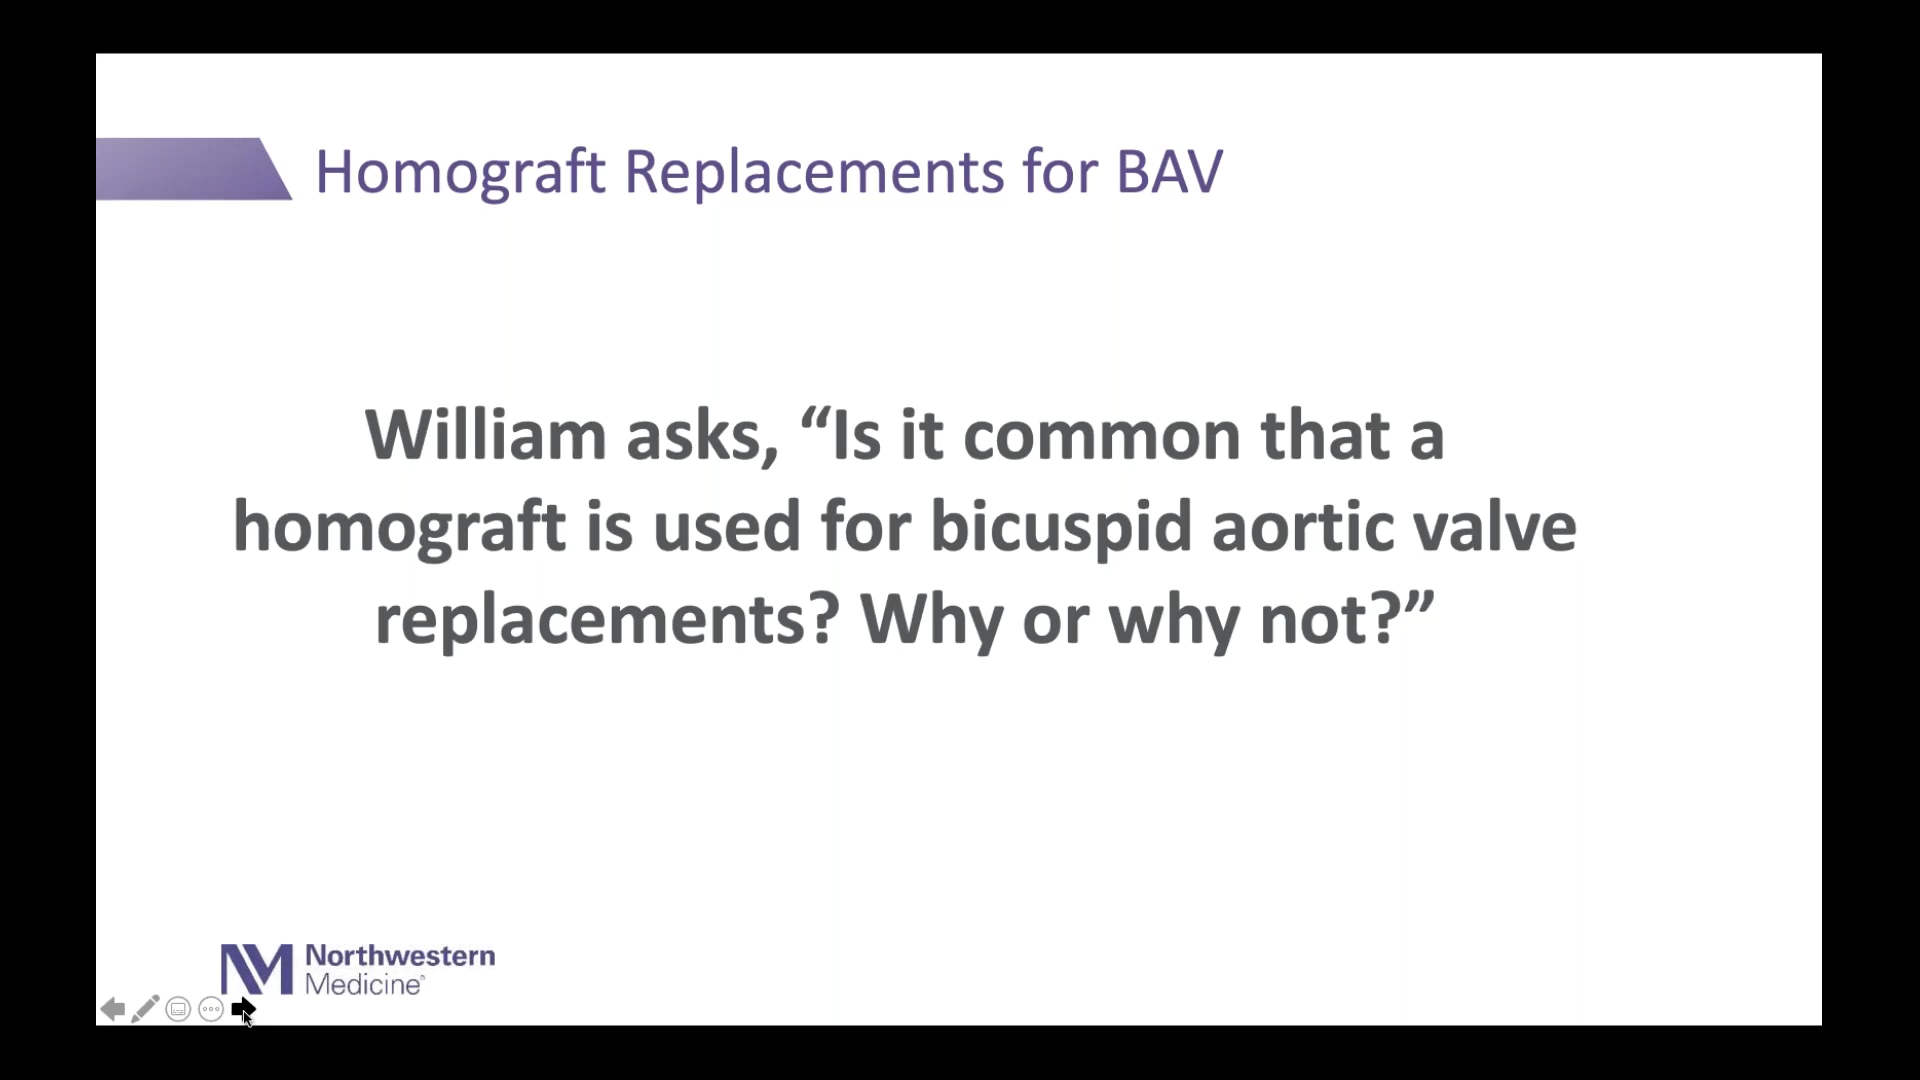 Homograft Replacements for BAV
William asks, “Is it common that a
homograft is used for bicuspid aortic valve
replacements? Why or why not?”
Northwestern
Medicine®